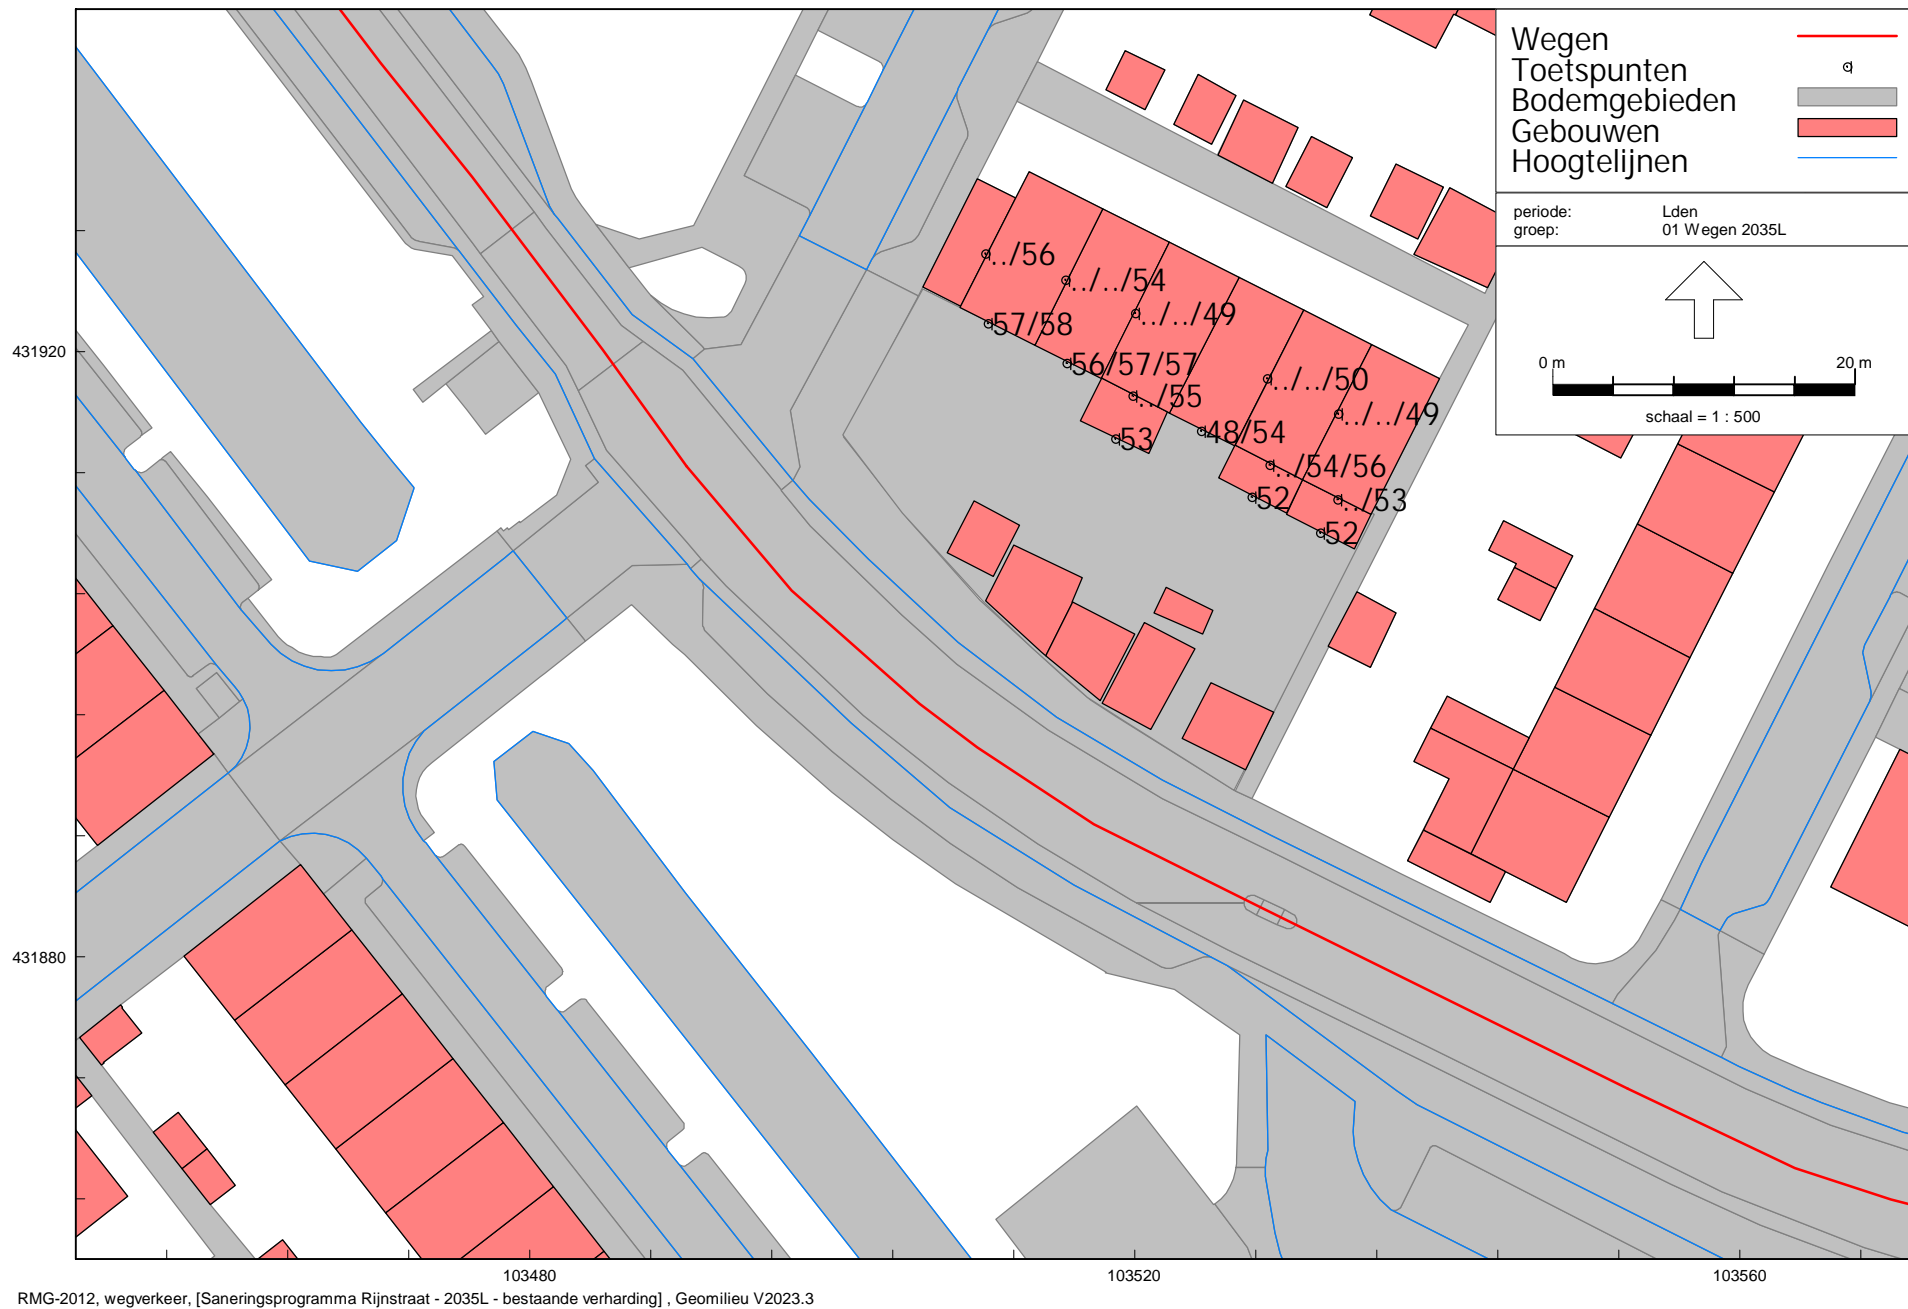 Wegen
Toetspunten
Bodemgebieden
Gebouwen
Hoogtelijnen
periode: Lden
groep: 01 Wegen 2035L
0 m 20 m
schaal = 1 : 500
../56
../../54
../../49
57/58
56/57/57
../55
53
48/54
../../50
../../49
../54/56
52
../53
52
431920
431880
103480 103520 103560
RMG-2012, wegverkeer, [Saneringsprogramma Rijnstraat - 2035L - bestaande verharding] , Geomilieu V2023.3